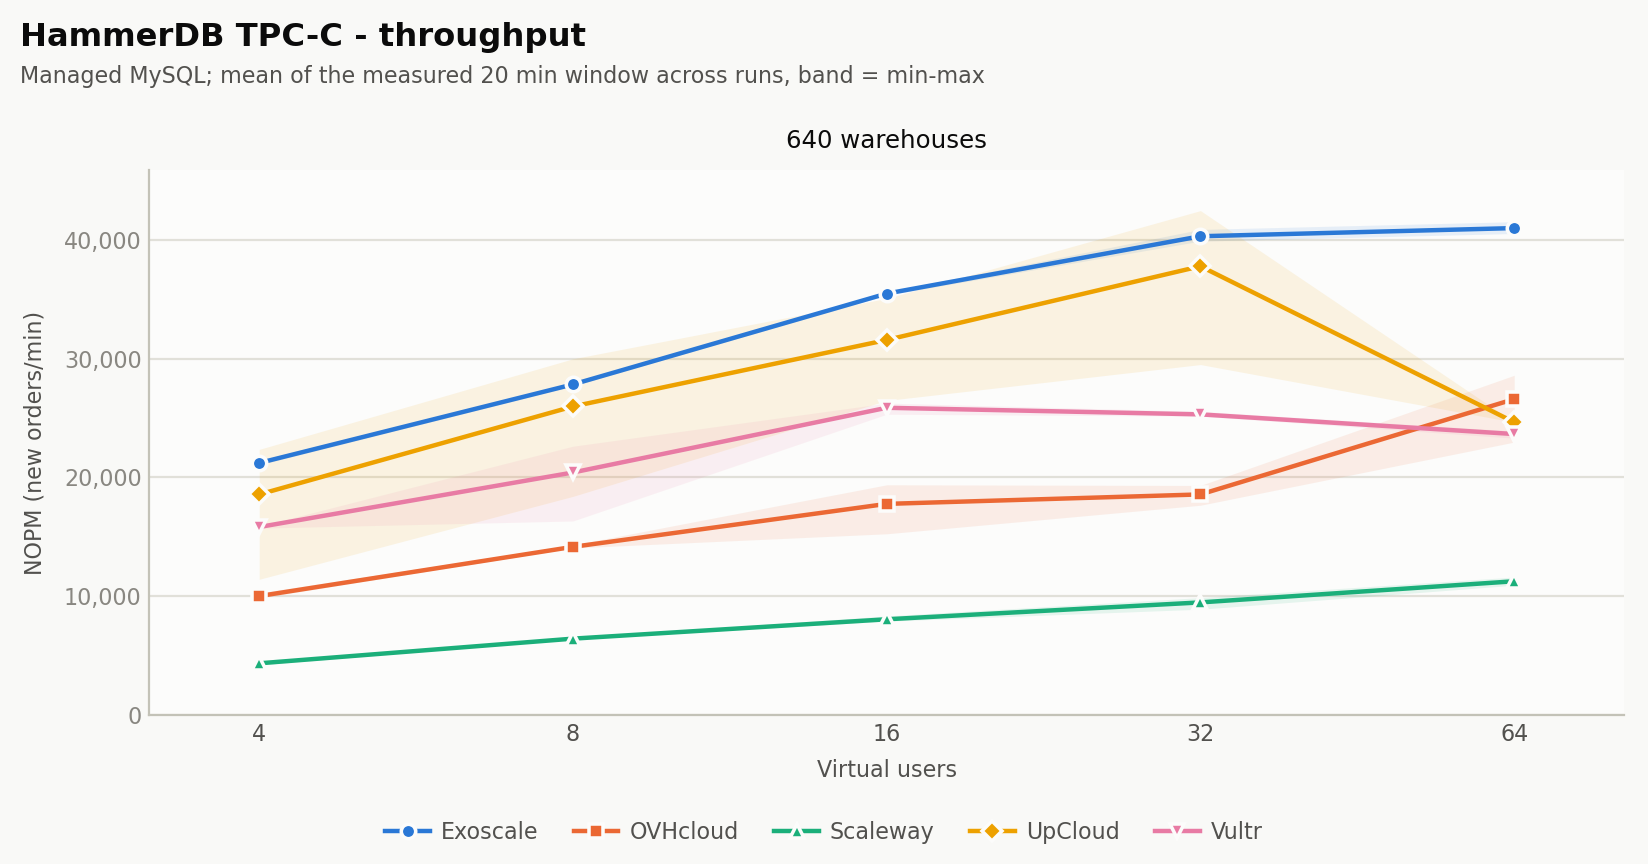 HammerDB TPC-C - throughput
Managed MySQL; mean of the measured 20 min window across runs, band = min-max
640 warehouses
NOPM (new orders/min)
40,000
30,000
20,000
10,000
0
4 8 16 32 64
Virtual users
Exoscale OVHcloud Scaleway UpCloud Vultr